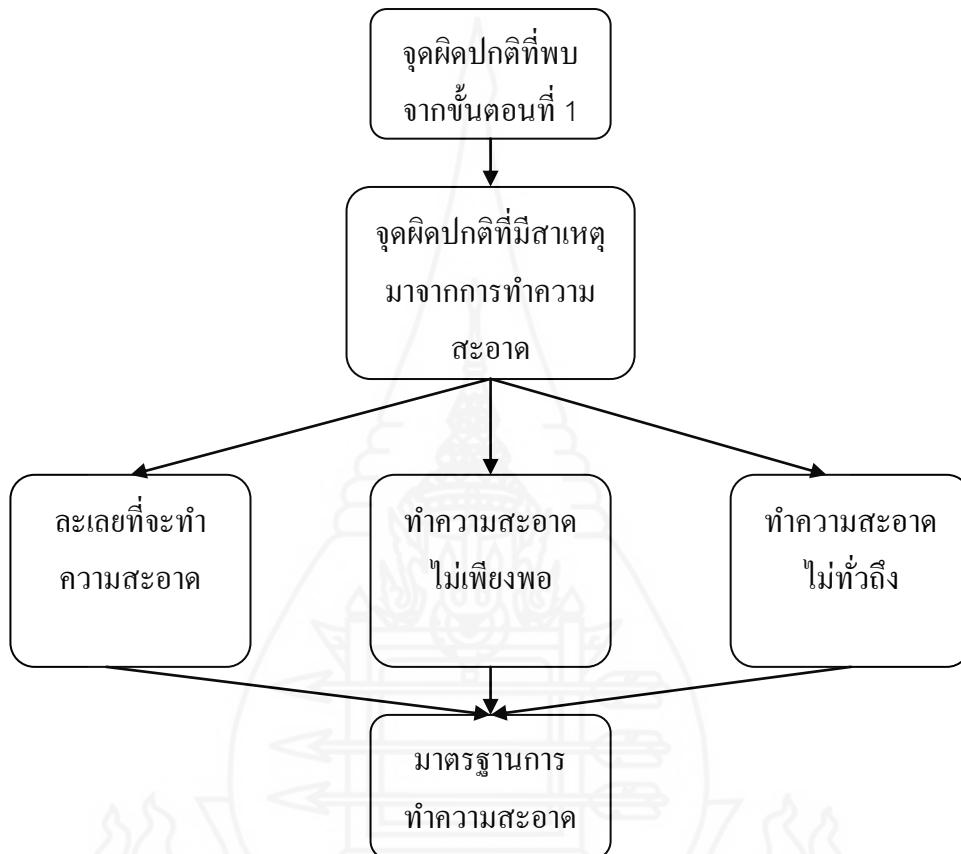 จุดผิดปกติที่พบ
จากขั้นตอนที่ 1
จุดผิดปกติที่มีสาเหตุ
มาจากการทำความ
สะอาด
ละเลยที่จะทำ
ความสะอาด
ทำความสะอาด
ไม่เพียงพอ
ทำความสะอาด
ไม่ทั่วถึง
มาตรฐานการ
ทำความสะอาด